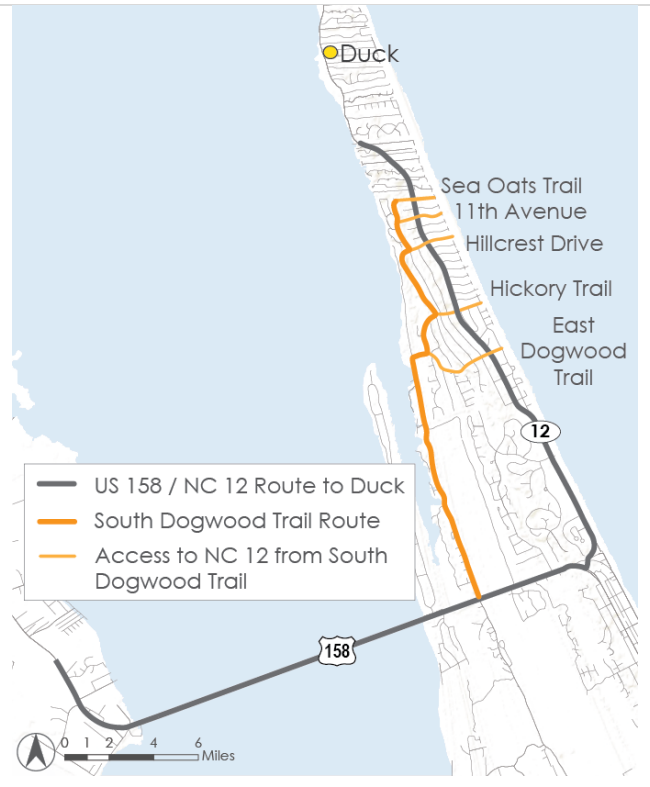 Duck
Sea Oats Trail
11th Avenue
Hillcrest Drive
Hickory Trail
East
Dogwood
Trail
12
US 158 / NC 12 Route to Duck
South Dogwood Trail Route
Access to NC 12 from South
Dogwood Trail
158
0 1 2 4 6
Miles